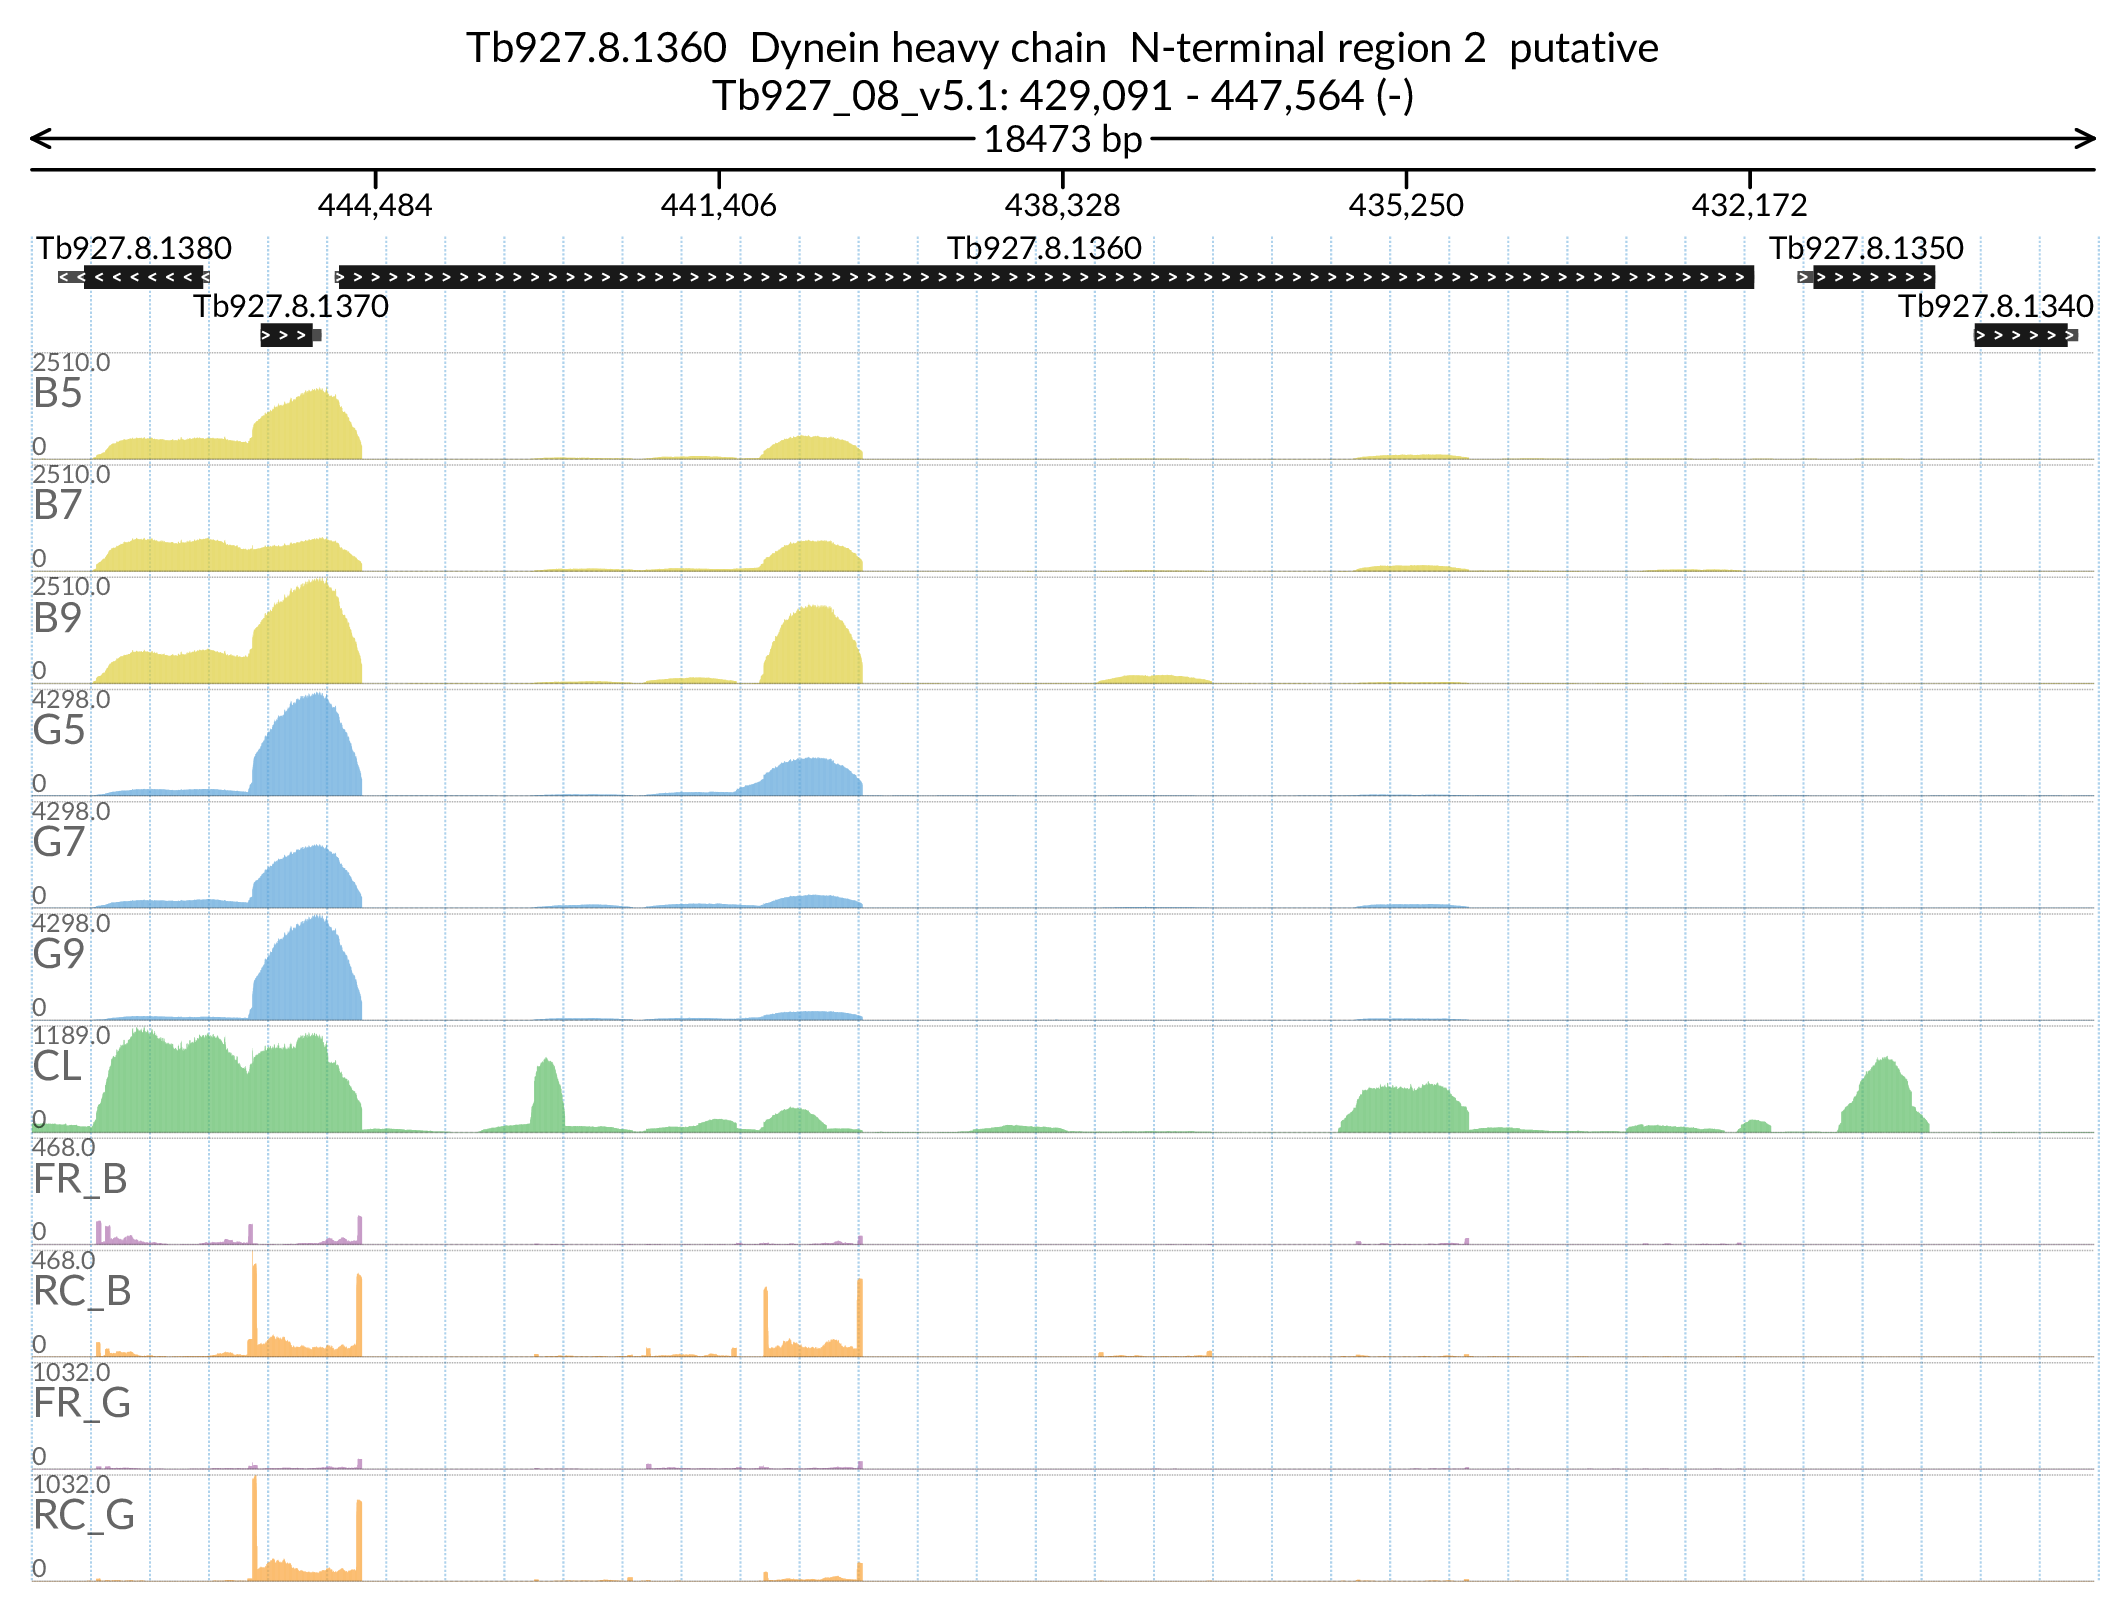 Tb927.8.1360  Dynein heavy chain  N-terminal region 2  putative
Tb927_08_v5.1: 429,091 - 447,564 (-)
18473 bp
444,484 441,406 438,328 435,250 432,172
Tb927.8.1380 Tb927.8.1360 Tb927.8.1350
Tb927.8.1370 Tb927.8.1340
2510.0
B5
0
2510.0
B7
0
2510.0
B9
0
4298.0
G5
0
4298.0
G7
0
4298.0
G9
0
1189.0
CL
0
468.0
FR_B
0
468.0
RC_B
0
1032.0
FR_G
0
1032.0
RC_G
0